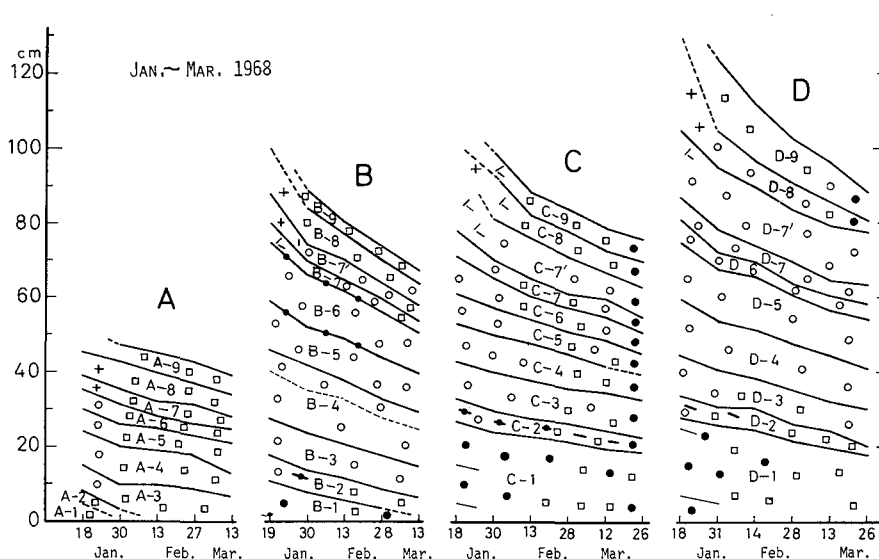 cm
120
100
80
60
40
20
0
JAN.~ MAR. 1968
A
A-9
A-8
A-7
A-6
A-5
A-4
A-3
A-2
A-1
18 30 13 27 13
Jan. Feb. Mar.
B
B-9
B-8
B-7'
B-7
B-6
B-5
B-4
B-3
B-2
B-1
19 30 13 28 13
Jan. Feb. Mar.
C
C-9
C-8
C-7'
C-7
C-6
C-5
C-4
C-3
C-2
C-1
18 30 13 28 12 26
Jan. Feb. Mar.
D
D-9
D-8
D-7'
D-7
D 6
D-5
D-4
D-3
D-2
D-1
18 31 14 28 13 26
Jan. Feb. Mar.